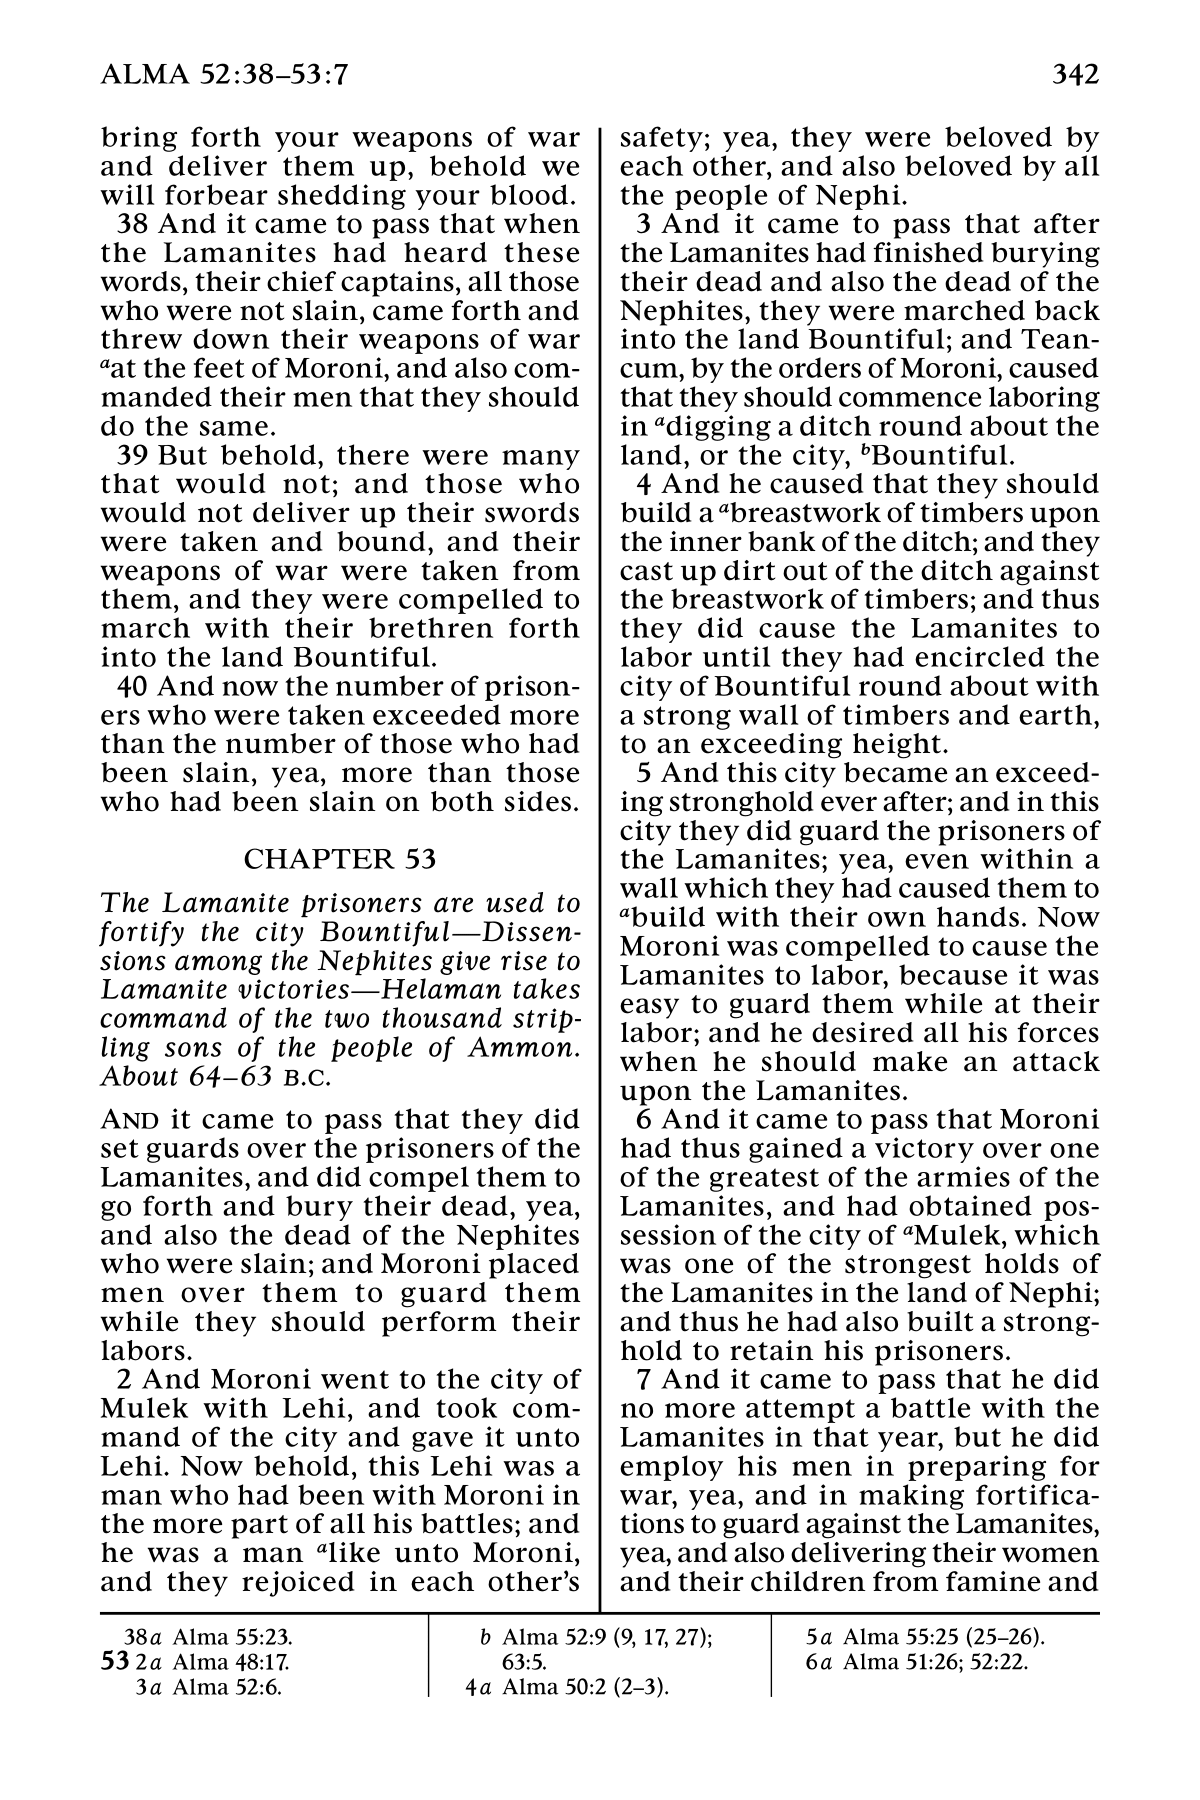 ALMA 52:38–53:7
342
bring forth your weapons of war
and deliver them up, behold we
will forbear shedding your blood.
38 And it came to pass that when
the Lamanites had heard these
words, their chief captains, all those
who were not slain, came forth and
threw down their weapons of war
aat the feet of Moroni, and also com-
manded their men that they should
do the same.
39 But behold, there were many
that would not; and those who
would not deliver up their swords
were taken and bound, and their
weapons of war were taken from
them, and they were compelled to
march with their brethren forth
into the land Bountiful.
40 And now the number of prison-
ers who were taken exceeded more
than the number of those who had
been slain, yea, more than those
who had been slain on both sides.
CHAPTER 53
The Lamanite prisoners are used to
fortify the city Bountiful—Dissen-
sions among the Nephites give rise to
Lamanite victories—Helaman takes
command of the two thousand strip-
ling sons of the people of Ammon.
About 64–63 B.C.
AND it came to pass that they did
set guards over the prisoners of the
Lamanites, and did compel them to
go forth and bury their dead, yea,
and also the dead of the Nephites
who were slain; and Moroni placed
men over them to guard them
while they should perform their
labors.
2 And Moroni went to the city of
Mulek with Lehi, and took com-
mand of the city and gave it unto
Lehi. Now behold, this Lehi was a
man who had been with Moroni in
the more part of all his battles; and
he was a man alike unto Moroni,
and they rejoiced in each other’s
safety; yea, they were beloved by
each other, and also beloved by all
the people of Nephi.
3 And it came to pass that after
the Lamanites had finished burying
their dead and also the dead of the
Nephites, they were marched back
into the land Bountiful; and Tean-
cum, by the orders of Moroni, caused
that they should commence laboring
in adigging a ditch round about the
land, or the city, bBountiful.
4 And he caused that they should
build a abreastwork of timbers upon
the inner bank of the ditch; and they
cast up dirt out of the ditch against
the breastwork of timbers; and thus
they did cause the Lamanites to
labor until they had encircled the
city of Bountiful round about with
a strong wall of timbers and earth,
to an exceeding height.
5 And this city became an exceed-
ing stronghold ever after; and in this
city they did guard the prisoners of
the Lamanites; yea, even within a
wall which they had caused them to
abuild with their own hands. Now
Moroni was compelled to cause the
Lamanites to labor, because it was
easy to guard them while at their
labor; and he desired all his forces
when he should make an attack
upon the Lamanites.
6 And it came to pass that Moroni
had thus gained a victory over one
of the greatest of the armies of the
Lamanites, and had obtained pos-
session of the city of aMulek, which
was one of the strongest holds of
the Lamanites in the land of Nephi;
and thus he had also built a strong-
hold to retain his prisoners.
7 And it came to pass that he did
no more attempt a battle with the
Lamanites in that year, but he did
employ his men in preparing for
war, yea, and in making fortifica-
tions to guard against the Lamanites,
yea, and also delivering their women
and their children from famine and
38a Alma 55:23.
53 2a Alma 48:17.
3a Alma 52:6.
b Alma 52:9 (9, 17, 27);
63:5.
4a Alma 50:2 (2–3).
5a Alma 55:25 (25–26).
6a Alma 51:26; 52:22.